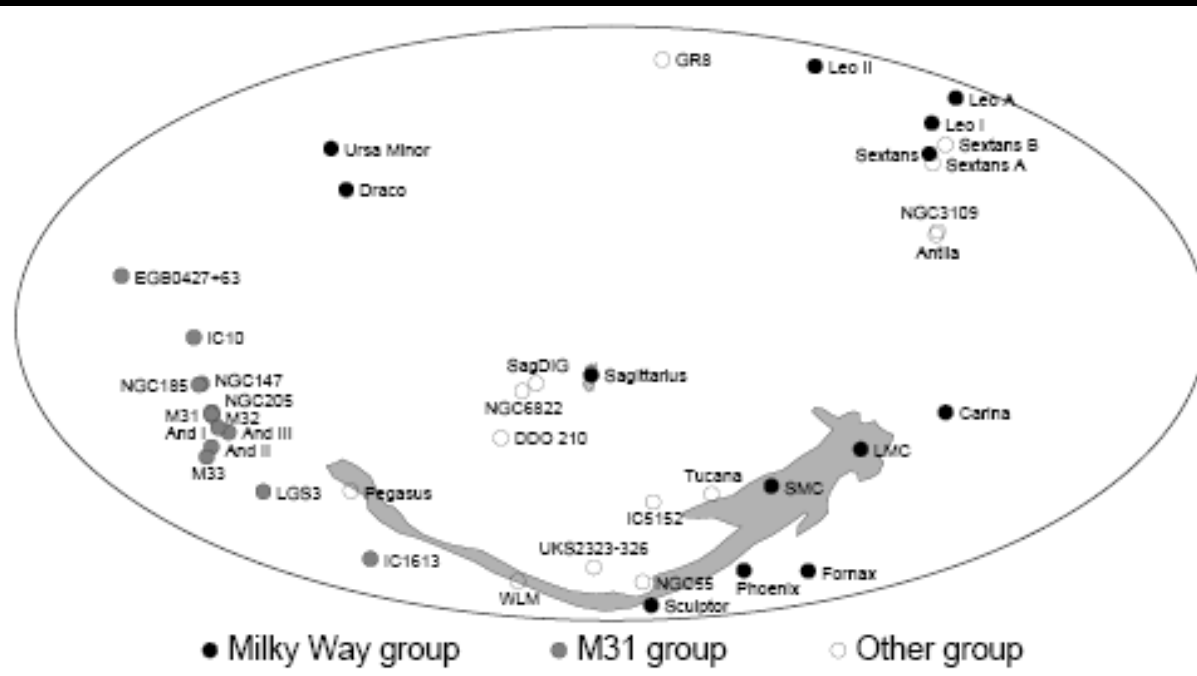 GR8
Leo II
Leo A
Leo I
Sextans B
Sextans
Sextans A
Ursa Minor
Draco
NGC3109
Antlia
EGB0427+63
IC10
NGC185
NGC147
NGC205
M31
M32
And I
And III
And II
M33
LGS3
SagDIG
Sagittarius
NGC6822
DDO 210
Carina
LMC
Tucana
SMC
IC5152
Pegasus
IC1613
UKS2323-326
WLM
NGC55
Phoenix
Fornax
Sculptor
Milky Way group
M31 group
Other group